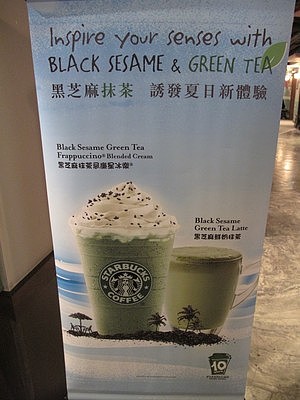 Inspire your senses with
BLACK SESAME & GREEN TEA
黑芝麻抹茶 誘發夏日新體驗
Black Sesame
Green Tea Latte
Black Sesame Green Tea
Frappuccino® Blended Cream
STARBUCKS COFFEE